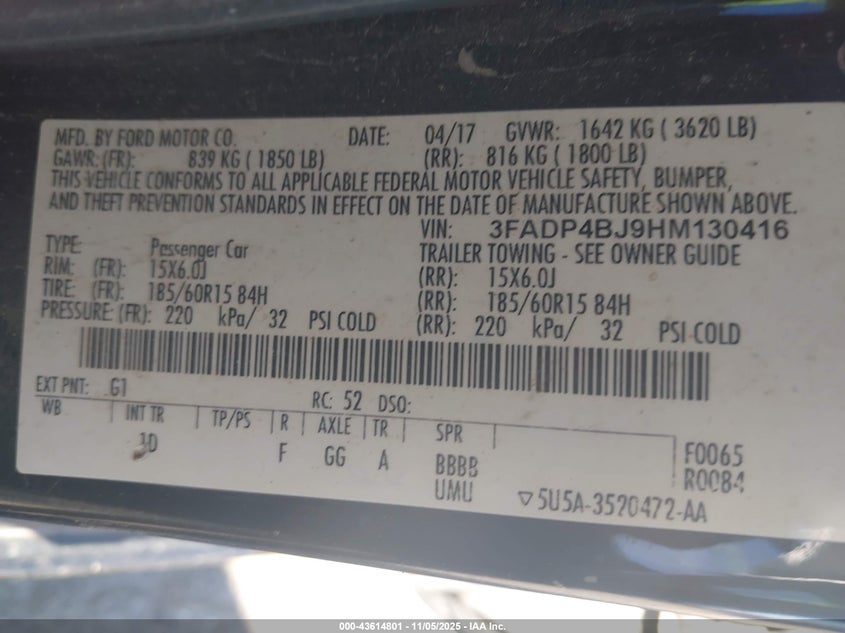 MFD. BY FORD MOTOR CO. DATE: 04/17 GVWR: 1642 KG ( 3620 LB)
GAWR: (FR): 839 KG ( 1850 LB) (RR): 816 KG ( 1800 LB)
THIS VEHICLE CONFORMS TO ALL APPLICABLE FEDERAL MOTOR VEHICLE SAFETY, BUMPER,
AND THEFT PREVENTION STANDARDS IN EFFECT ON THE DATE OF MANUFACTURE SHOWN ABOVE.
VIN: 3FADP4BJ9HM130416
TYPE: Passenger Car TRAILER TOWING - SEE OWNER GUIDE
RIM: (FR): 15X6.0J (RR): 15X6.0J
TIRE: (FR): 185/60R15 84H (RR): 185/60R15 84H
PRESSURE: (FR): 220 kPa/ 32 PSI COLD (RR): 220 kPa/ 32 PSI COLD
EXT PNT: G1 RC: 52 DSO:
WB INT TR TP/PS R AXLE TR SPR
F GG A BBBB F0065
UMU R0084
▽5U5A-3520472-AA
000-43614801 - 11/05/2025 - IAA Inc.